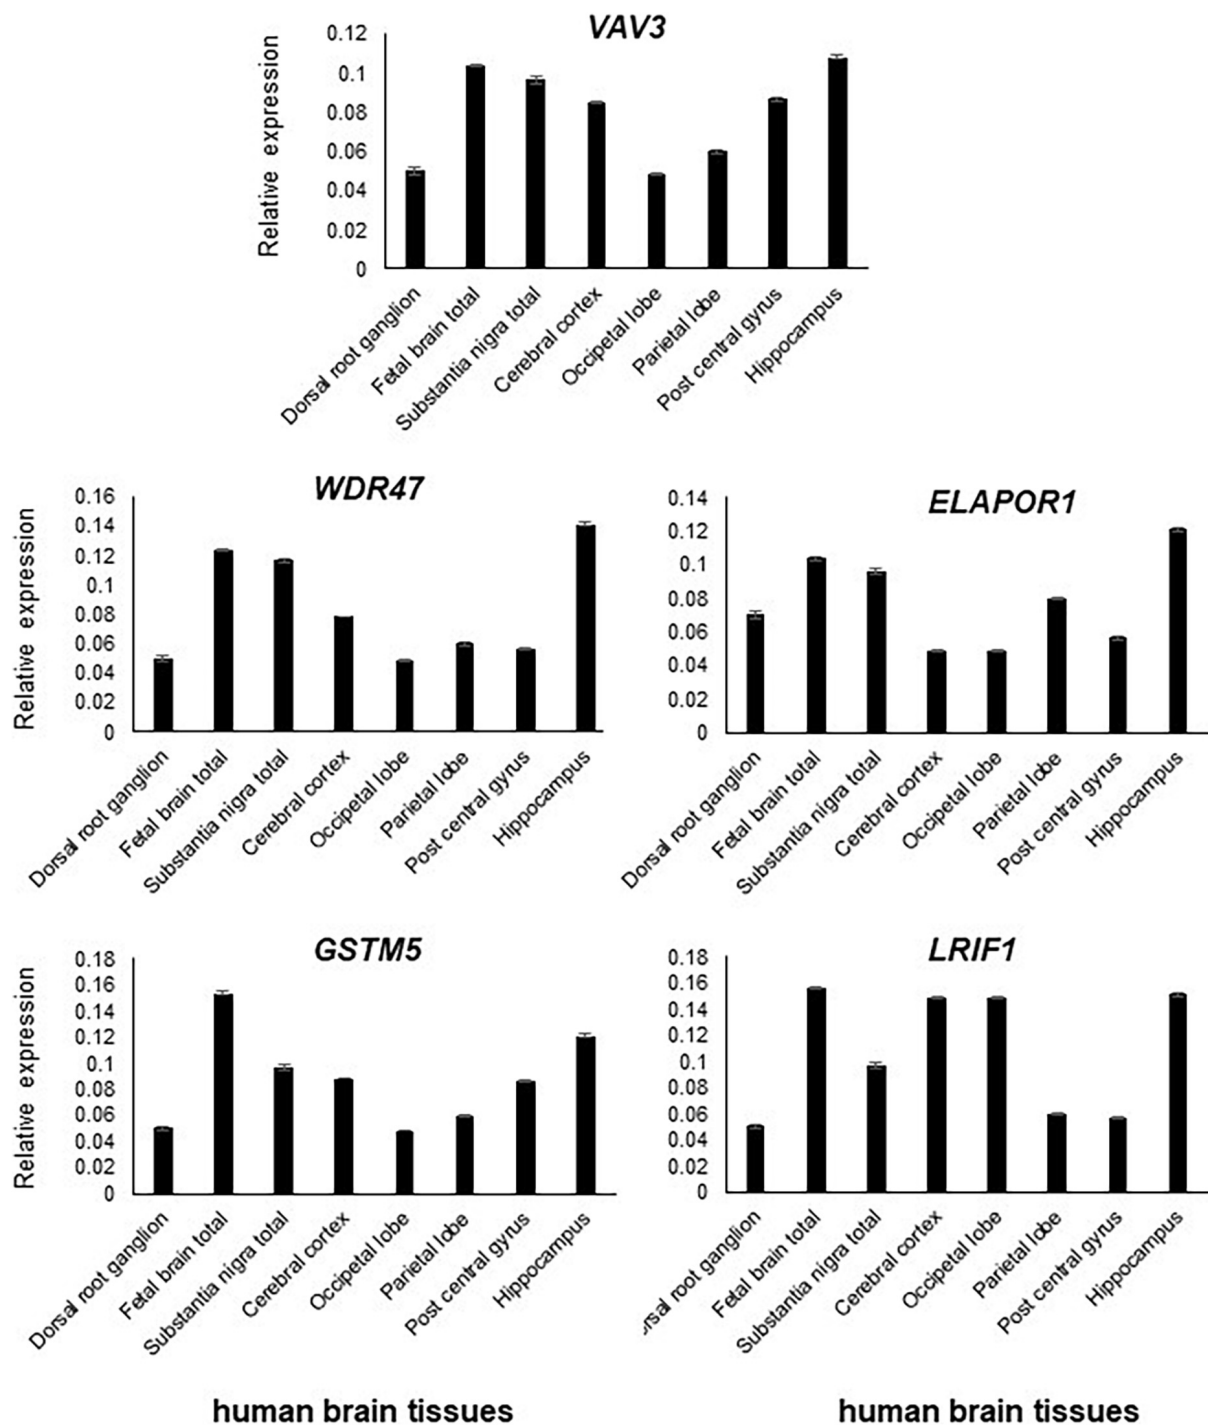 VAV3
Relative expression
0.12
0.1
0.08
0.06
0.04
0.02
0
Dorsal root ganglion
Fetal brain total
Substantia nigra total
Cerebral cortex
Occipetal lobe
Parietal lobe
Post central gyrus
Hippocampus
WDR47
Relative expression
0.16
0.14
0.12
0.1
0.08
0.06
0.04
0.02
0
Dorsal root ganglion
Fetal brain total
Substantia nigra total
Cerebral cortex
Occipetal lobe
Parietal lobe
Post central gyrus
Hippocampus
ELAPOR1
0.14
0.12
0.1
0.08
0.06
0.04
0.02
0
Dorsal root ganglion
Fetal brain total
Substantia nigra total
Cerebral cortex
Occipetal lobe
Parietal lobe
Post central gyrus
Hippocampus
GSTM5
Relative expression
0.18
0.16
0.14
0.12
0.1
0.08
0.06
0.04
0.02
0
Dorsal root ganglion
Fetal brain total
Substantia nigra total
Cerebral cortex
Occipetal lobe
Parietal lobe
Post central gyrus
Hippocampus
human brain tissues
LRIF1
0.18
0.16
0.14
0.12
0.1
0.08
0.06
0.04
0.02
0
rsal root ganglion
Fetal brain total
Substantia nigra total
Cerebral cortex
Occipetal lobe
Parietal lobe
Post central gyrus
Hippocampus
human brain tissues